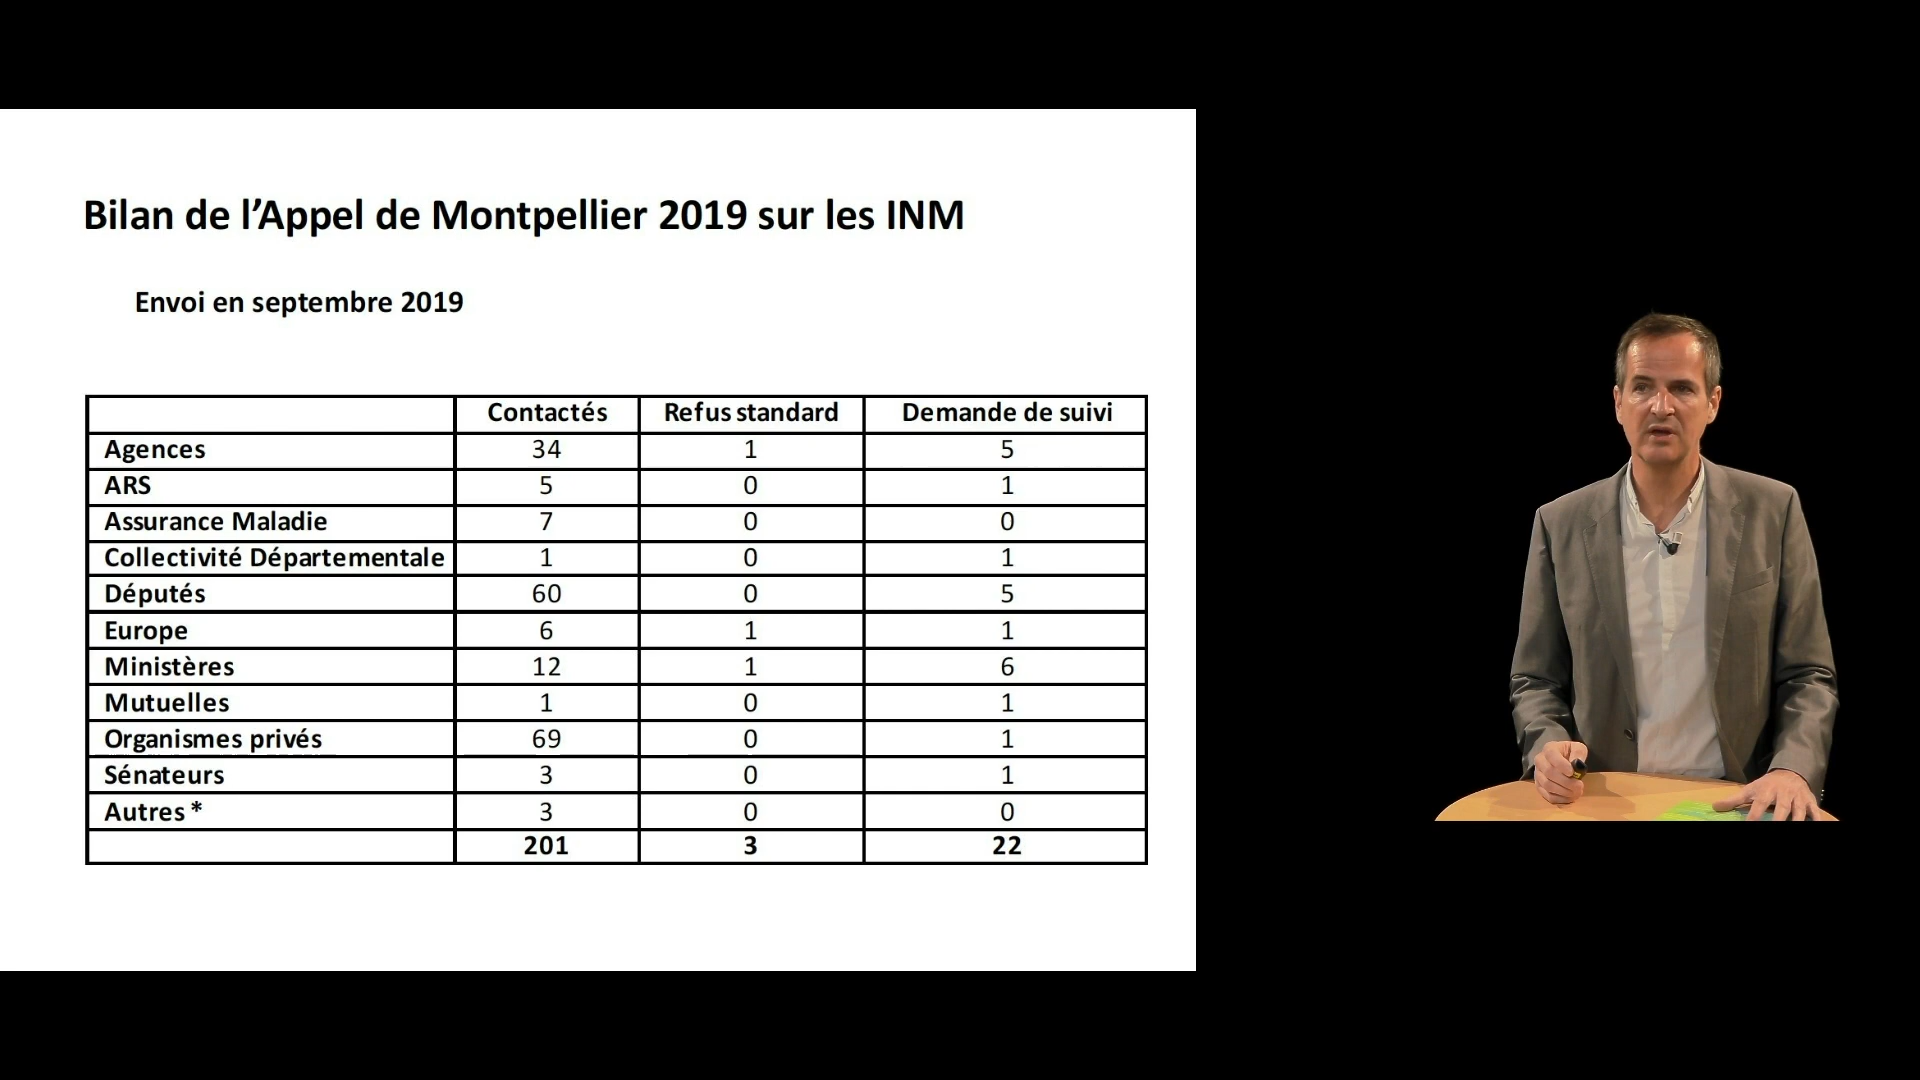 Bilan de l’Appel de Montpellier 2019 sur les INM
Envoi en septembre 2019
Contactés Refus standard Demande de suivi
Agences 34 1 5
ARS 5 0 1
Assurance Maladie 7 0 0
Collectivité Départementale 1 0 1
Députés 60 0 5
Europe 6 1 1
Ministères 12 1 6
Mutuelles 1 0 1
Organismes privés 69 0 1
Sénateurs 3 0 1
Autres * 3 0 0
201 3 22